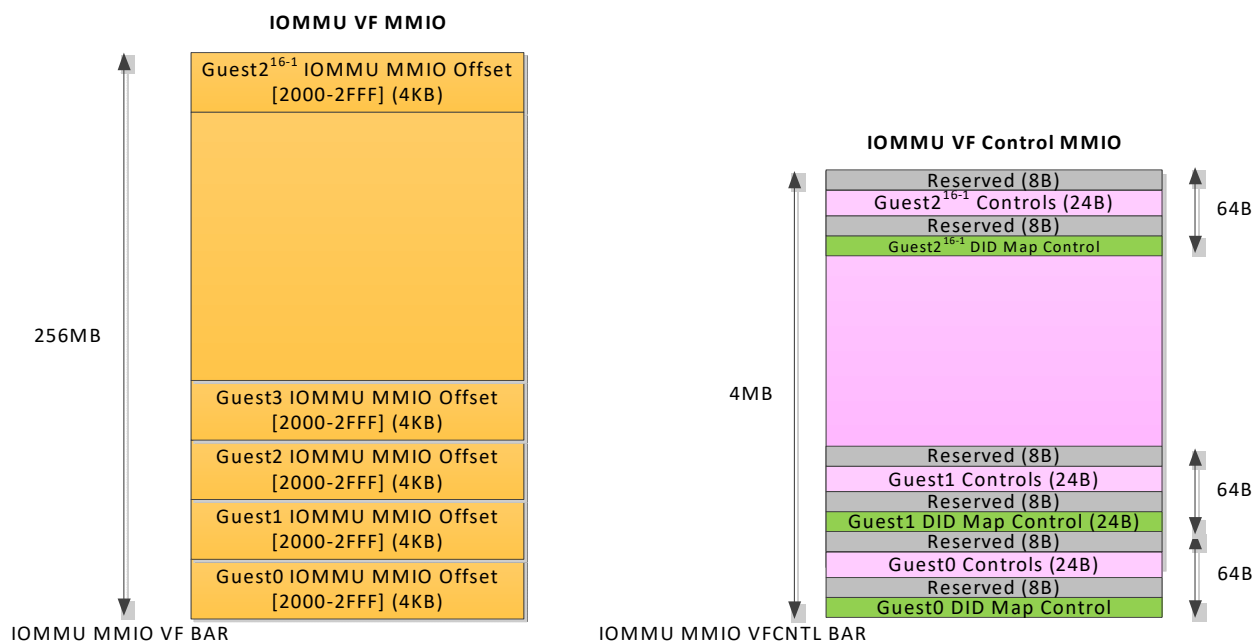 IOMMU VF MMIO
Guest2^16-1 IOMMU MMIO Offset
[2000-2FFF] (4KB)
256MB
Guest3 IOMMU MMIO Offset
[2000-2FFF] (4KB)
Guest2 IOMMU MMIO Offset
[2000-2FFF] (4KB)
Guest1 IOMMU MMIO Offset
[2000-2FFF] (4KB)
Guest0 IOMMU MMIO Offset
[2000-2FFF] (4KB)
IOMMU MMIO VF BAR
IOMMU VF Control MMIO
Reserved (8B)
Guest2^16-1 Controls (24B)
Reserved (8B)
Guest2^16-1 DID Map Control
64B
4MB
Reserved (8B)
Guest1 Controls (24B)
Reserved (8B)
Guest1 DID Map Control (24B)
64B
Reserved (8B)
Guest0 Controls (24B)
Reserved (8B)
Guest0 DID Map Control
64B
IOMMU MMIO VFCNTL BAR